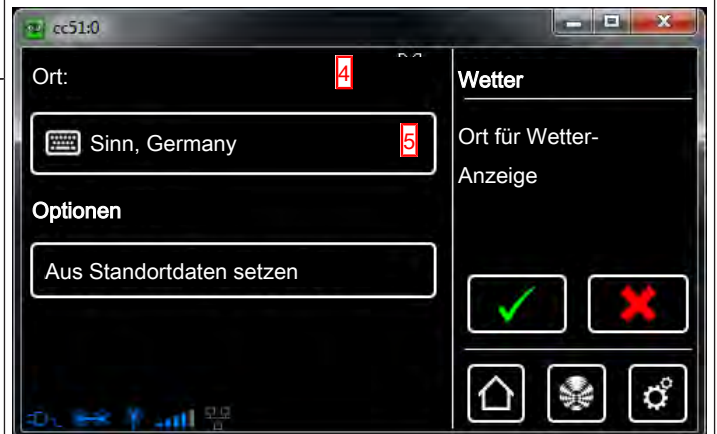 cc51:0
Ort:
4
Sinn, Germany
5
Optionen
Aus Standortdaten setzen
Wetter
Ort für Wetter-
Anzeige